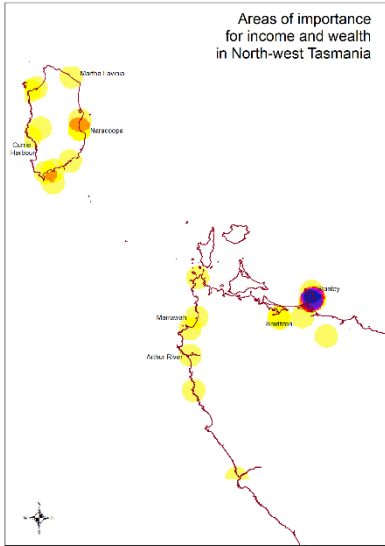 Areas of importance
for income and wealth
in North-west Tasmania
Martha Lavinia
Naracoopa
Currie
Harbour
Stanley
Marrawah
Smithton
Arthur River